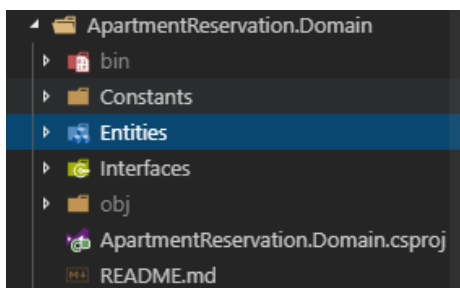 ApartmentReservation.Domain
bin
Constants
Entities
Interfaces
obj
ApartmentReservation.Domain.csproj
README.md